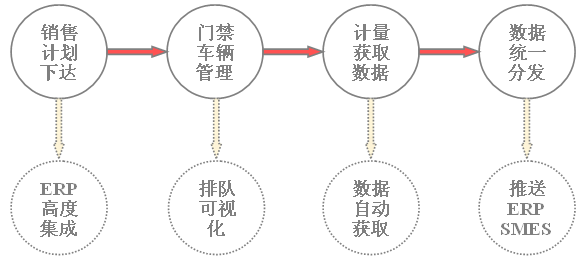 销售
计划
下达
门禁
车辆
管理
计量
获取
数据
数据
统一
分发
ERP
高度
集成
排队
可视
化
数据
自动
获取
推送
ERP
SMES